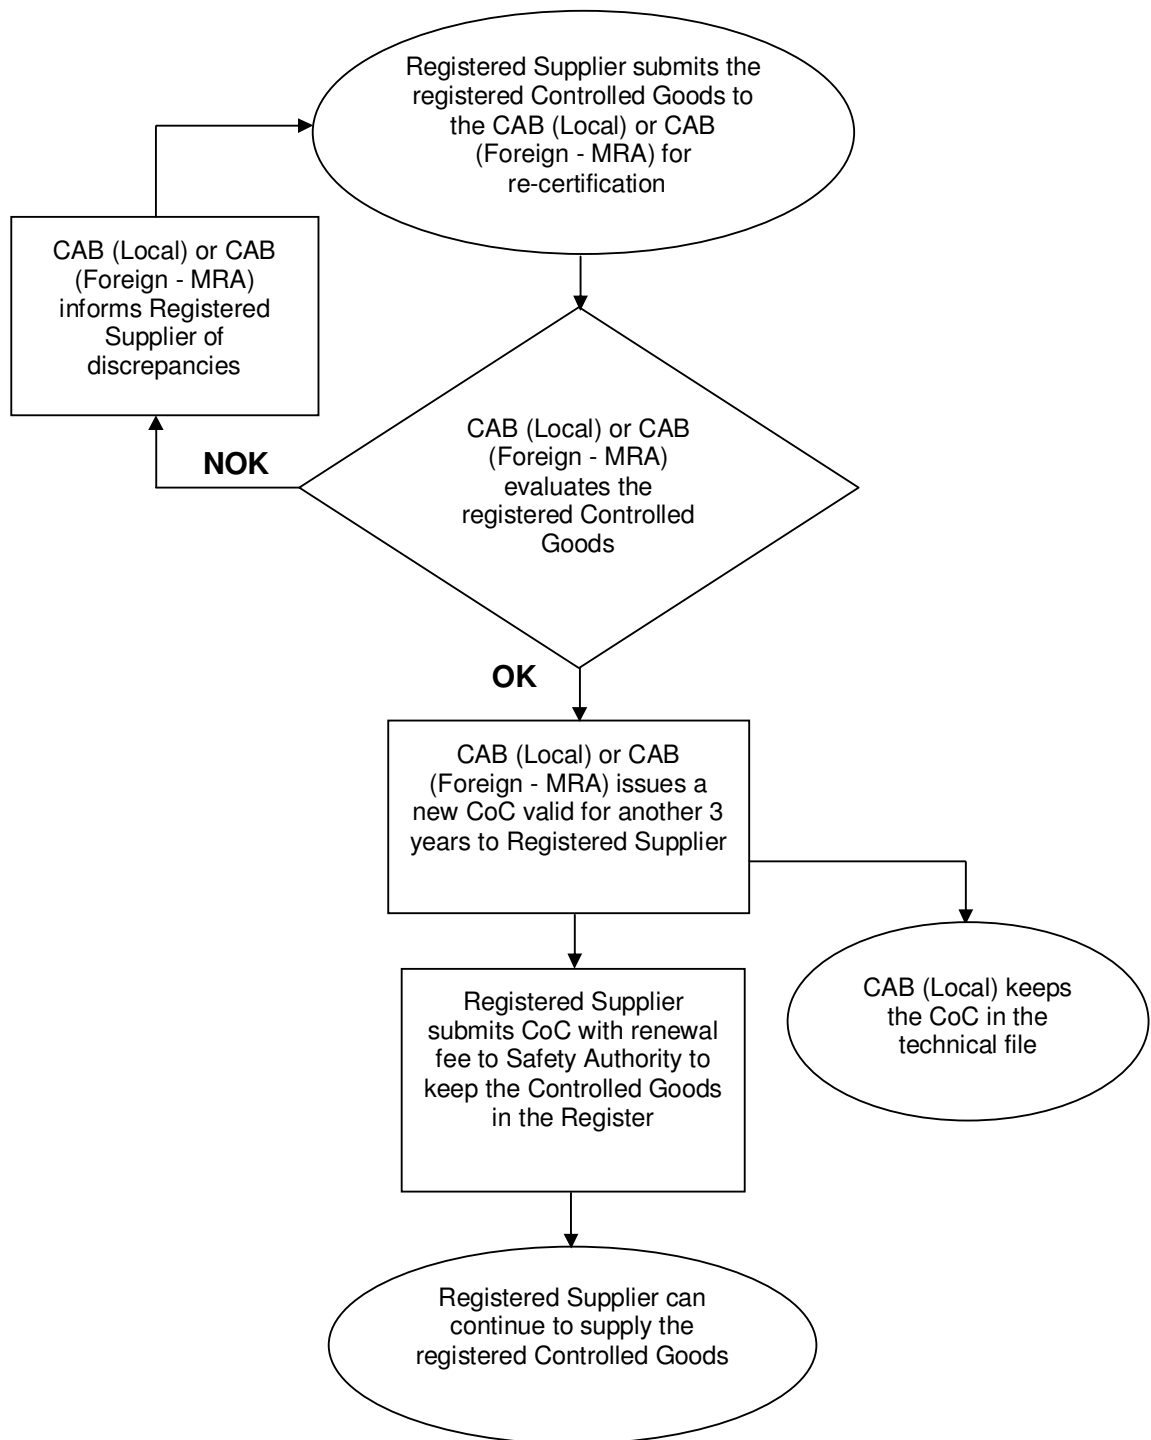 Registered Supplier submits the
registered Controlled Goods to
the CAB (Local) or CAB
(Foreign - MRA) for
re-certification
CAB (Local) or CAB
(Foreign - MRA)
informs Registered
Supplier of
discrepancies
NOK
CAB (Local) or CAB
(Foreign - MRA)
evaluates the
registered Controlled
Goods
OK
CAB (Local) or CAB
(Foreign - MRA) issues a
new CoC valid for another 3
years to Registered Supplier
Registered Supplier
submits CoC with renewal
fee to Safety Authority to
keep the Controlled Goods
in the Register
CAB (Local) keeps
the CoC in the
technical file
Registered Supplier can
continue to supply the
registered Controlled Goods